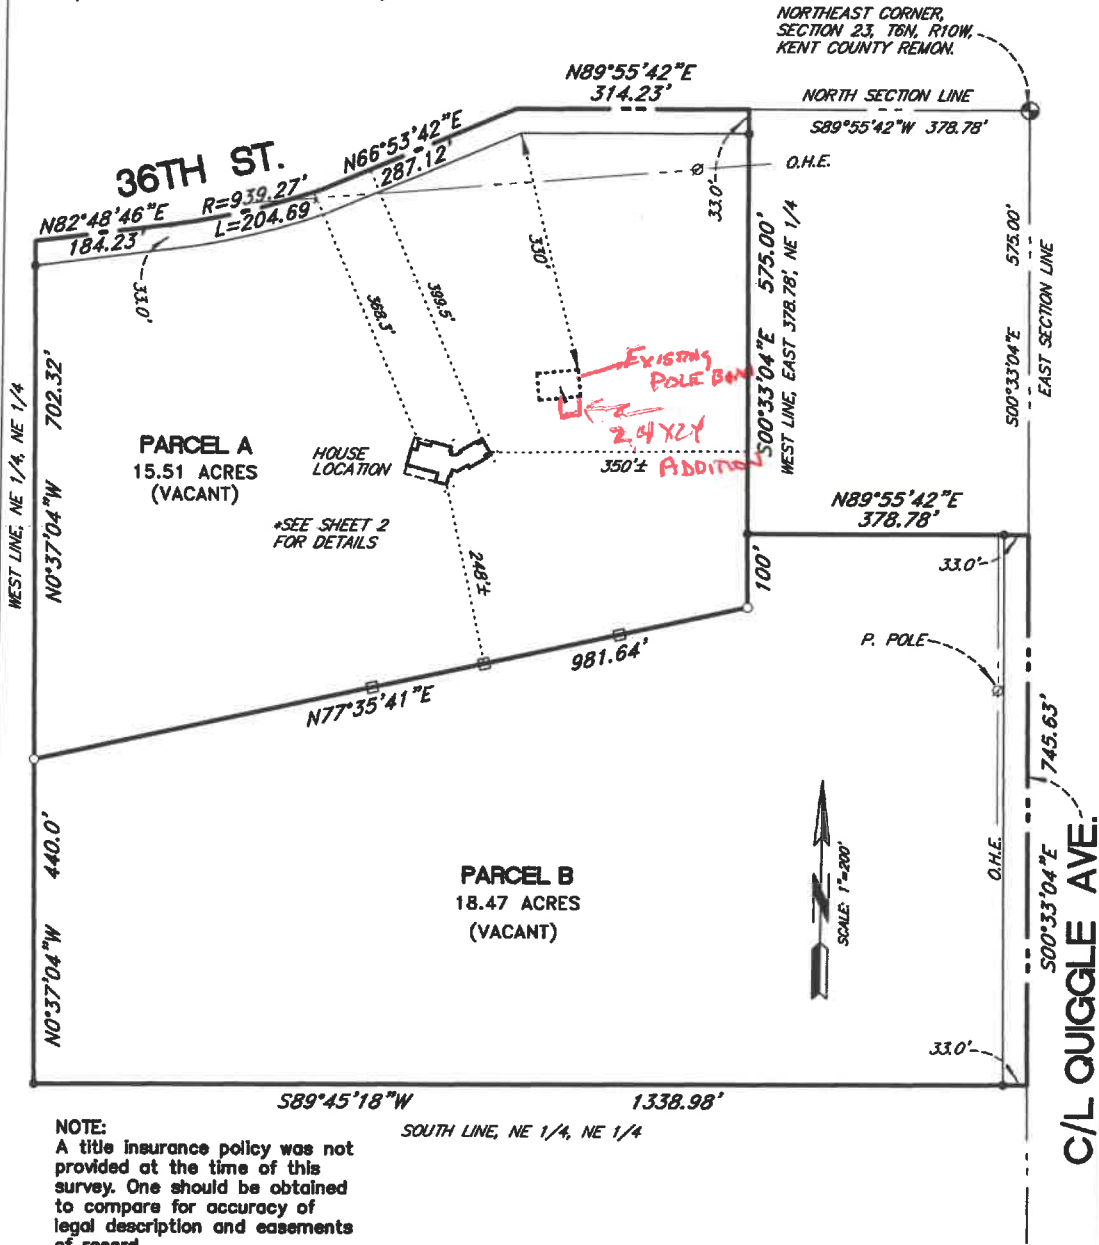 NORTHEAST CORNER,
SECTION 23, T6N, R10W,
KENT COUNTY REMON.
N89°55'42"E
314.23'
NORTH SECTION LINE
S89°55'42"W 378.78'
36TH ST.
N66°53'42"E
287.12'
O.H.E.
R=939.27'
L=204.69'
N82°48'46"E
184.23'
33.0'
33.0'
330'
368.3'
399.5'
575.00'
S00°33'04"E
WEST LINE, EAST 378.78', NE 1/4
575.00'
S00°33'04"E
EAST SECTION LINE
WEST LINE, NE 1/4, NE 1/4
702.32'
N0°37'04"W
EXISTING
POLE BARN
24 X24
ADDITION
PARCEL A
15.51 ACRES
(VACANT)
HOUSE
LOCATION
350'±
*SEE SHEET 2
FOR DETAILS
248'±
N89°55'42"E
378.78'
33.0'
100'
981.64'
N77°35'41"E
P. POLE
745.63'
S00°33'04"E
C/L QUIGGLE AVE.
O.H.E.
440.0'
N0°37'04"W
PARCEL B
18.47 ACRES
(VACANT)
N
SCALE: 1"=200'
33.0'
S89°45'18"W
1338.98'
SOUTH LINE, NE 1/4, NE 1/4
NOTE:
A title insurance policy was not
provided at the time of this
survey. One should be obtained
to compare for accuracy of
legal description and easements
of record.